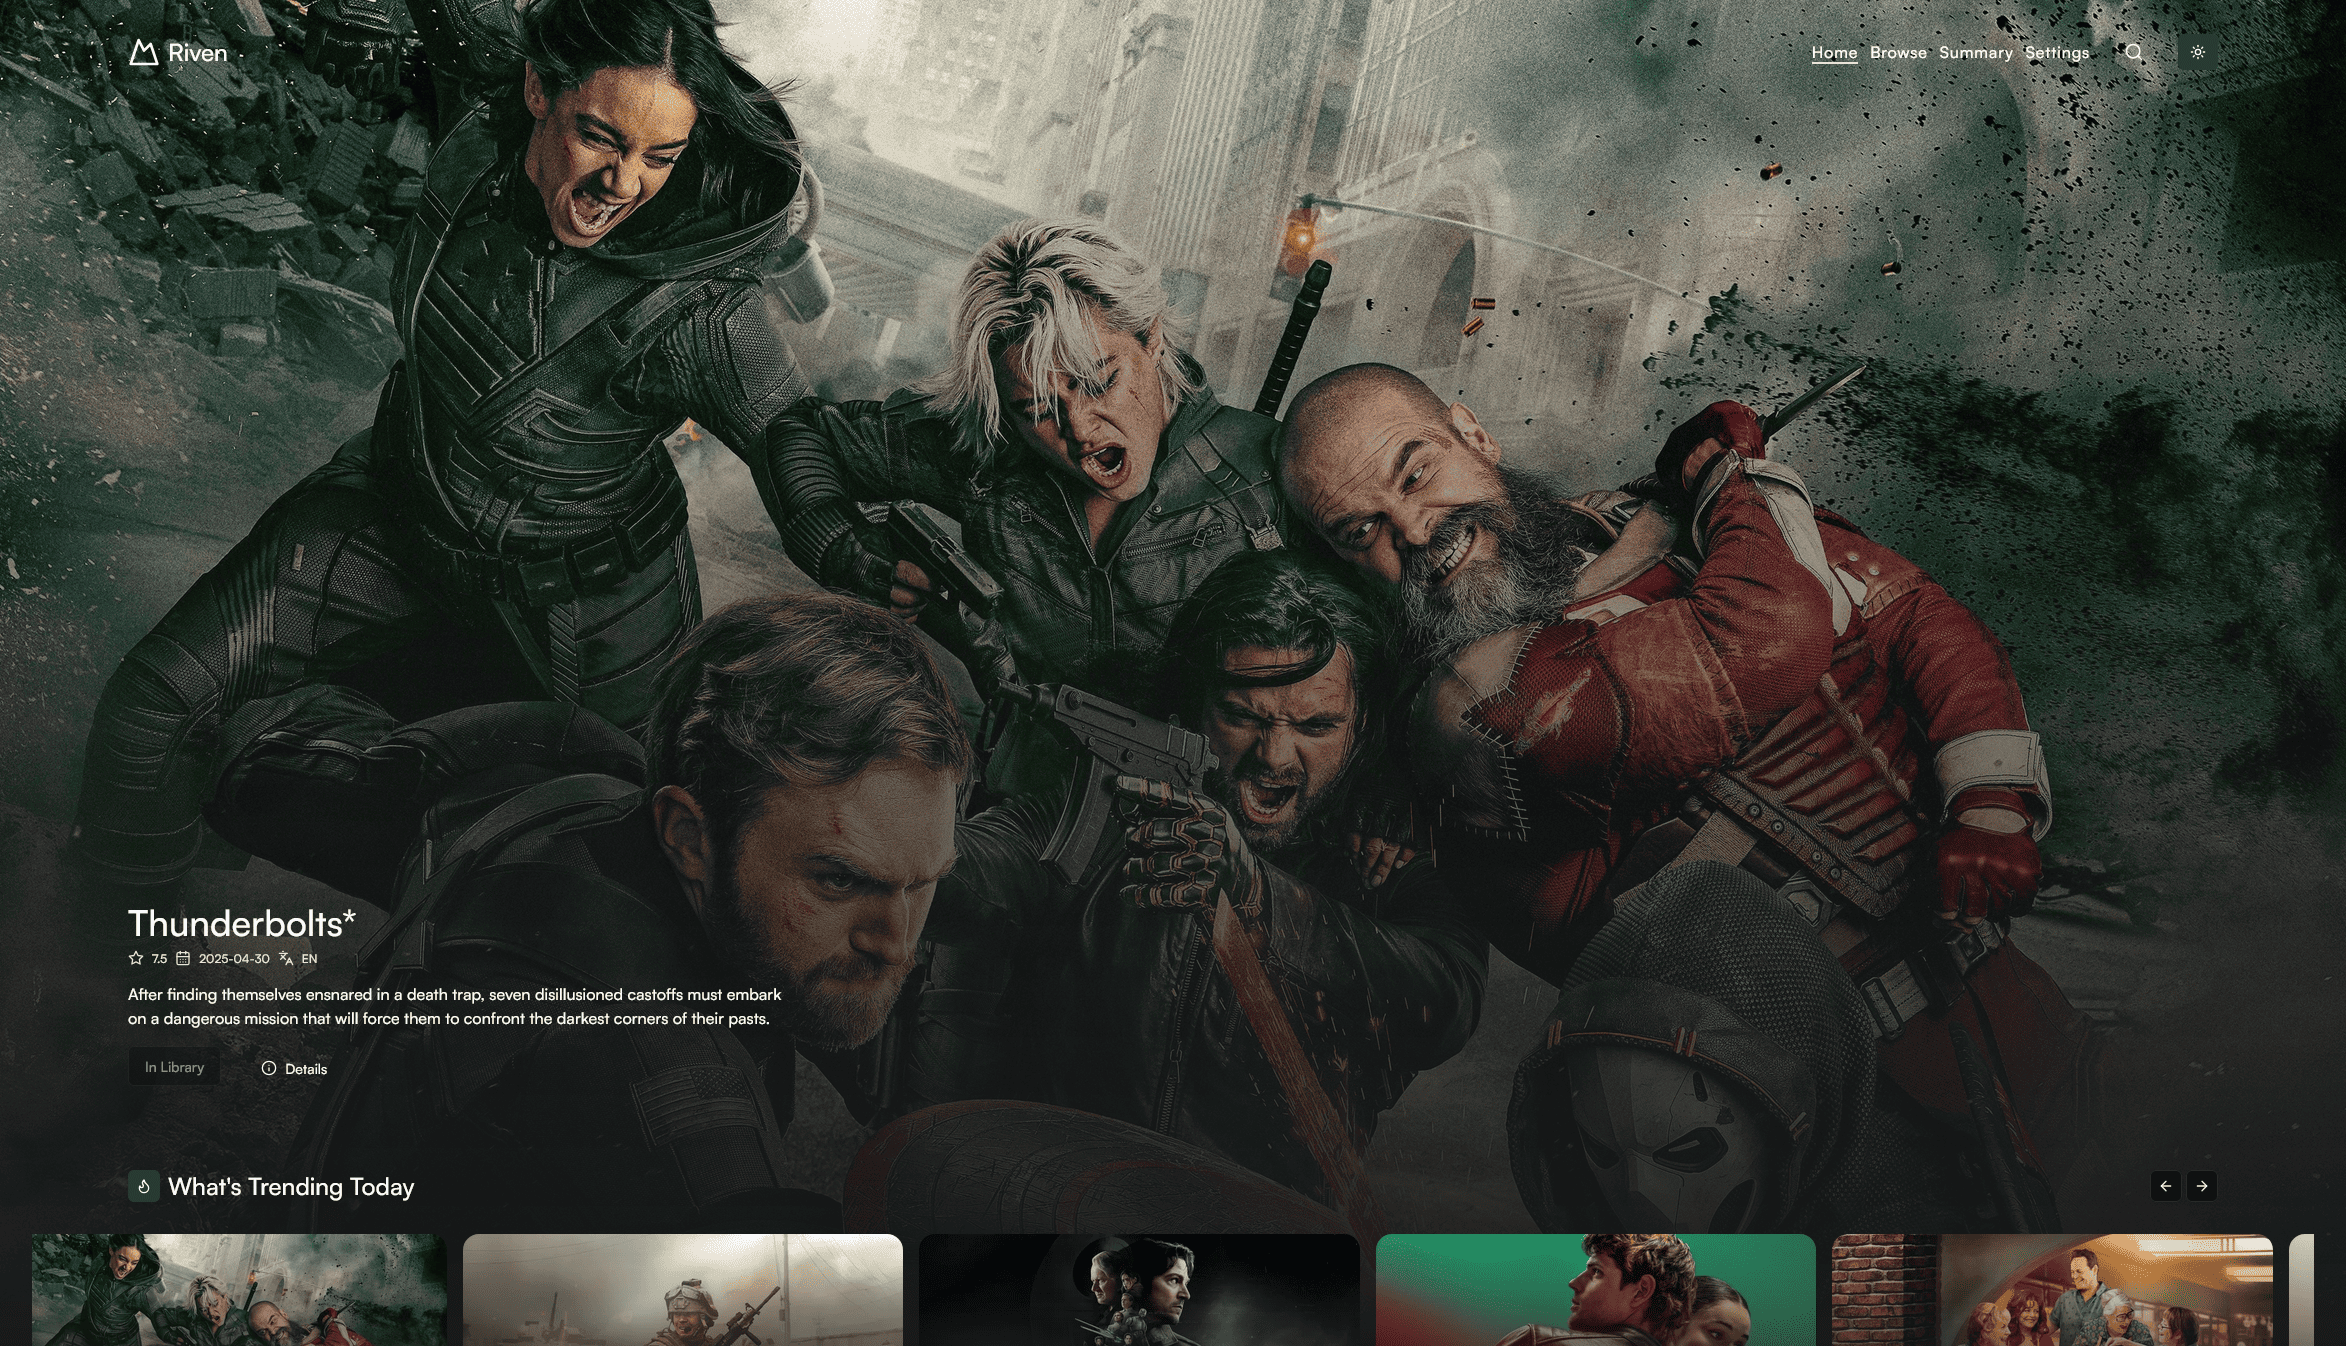 Riven
Home Browse Summary Settings
Thunderbolts*
7.5 2025-04-30 EN
After finding themselves ensnared in a death trap, seven disillusioned castoffs must embark
on a dangerous mission that will force them to confront the darkest corners of their pasts.
In Library Details
What's Trending Today